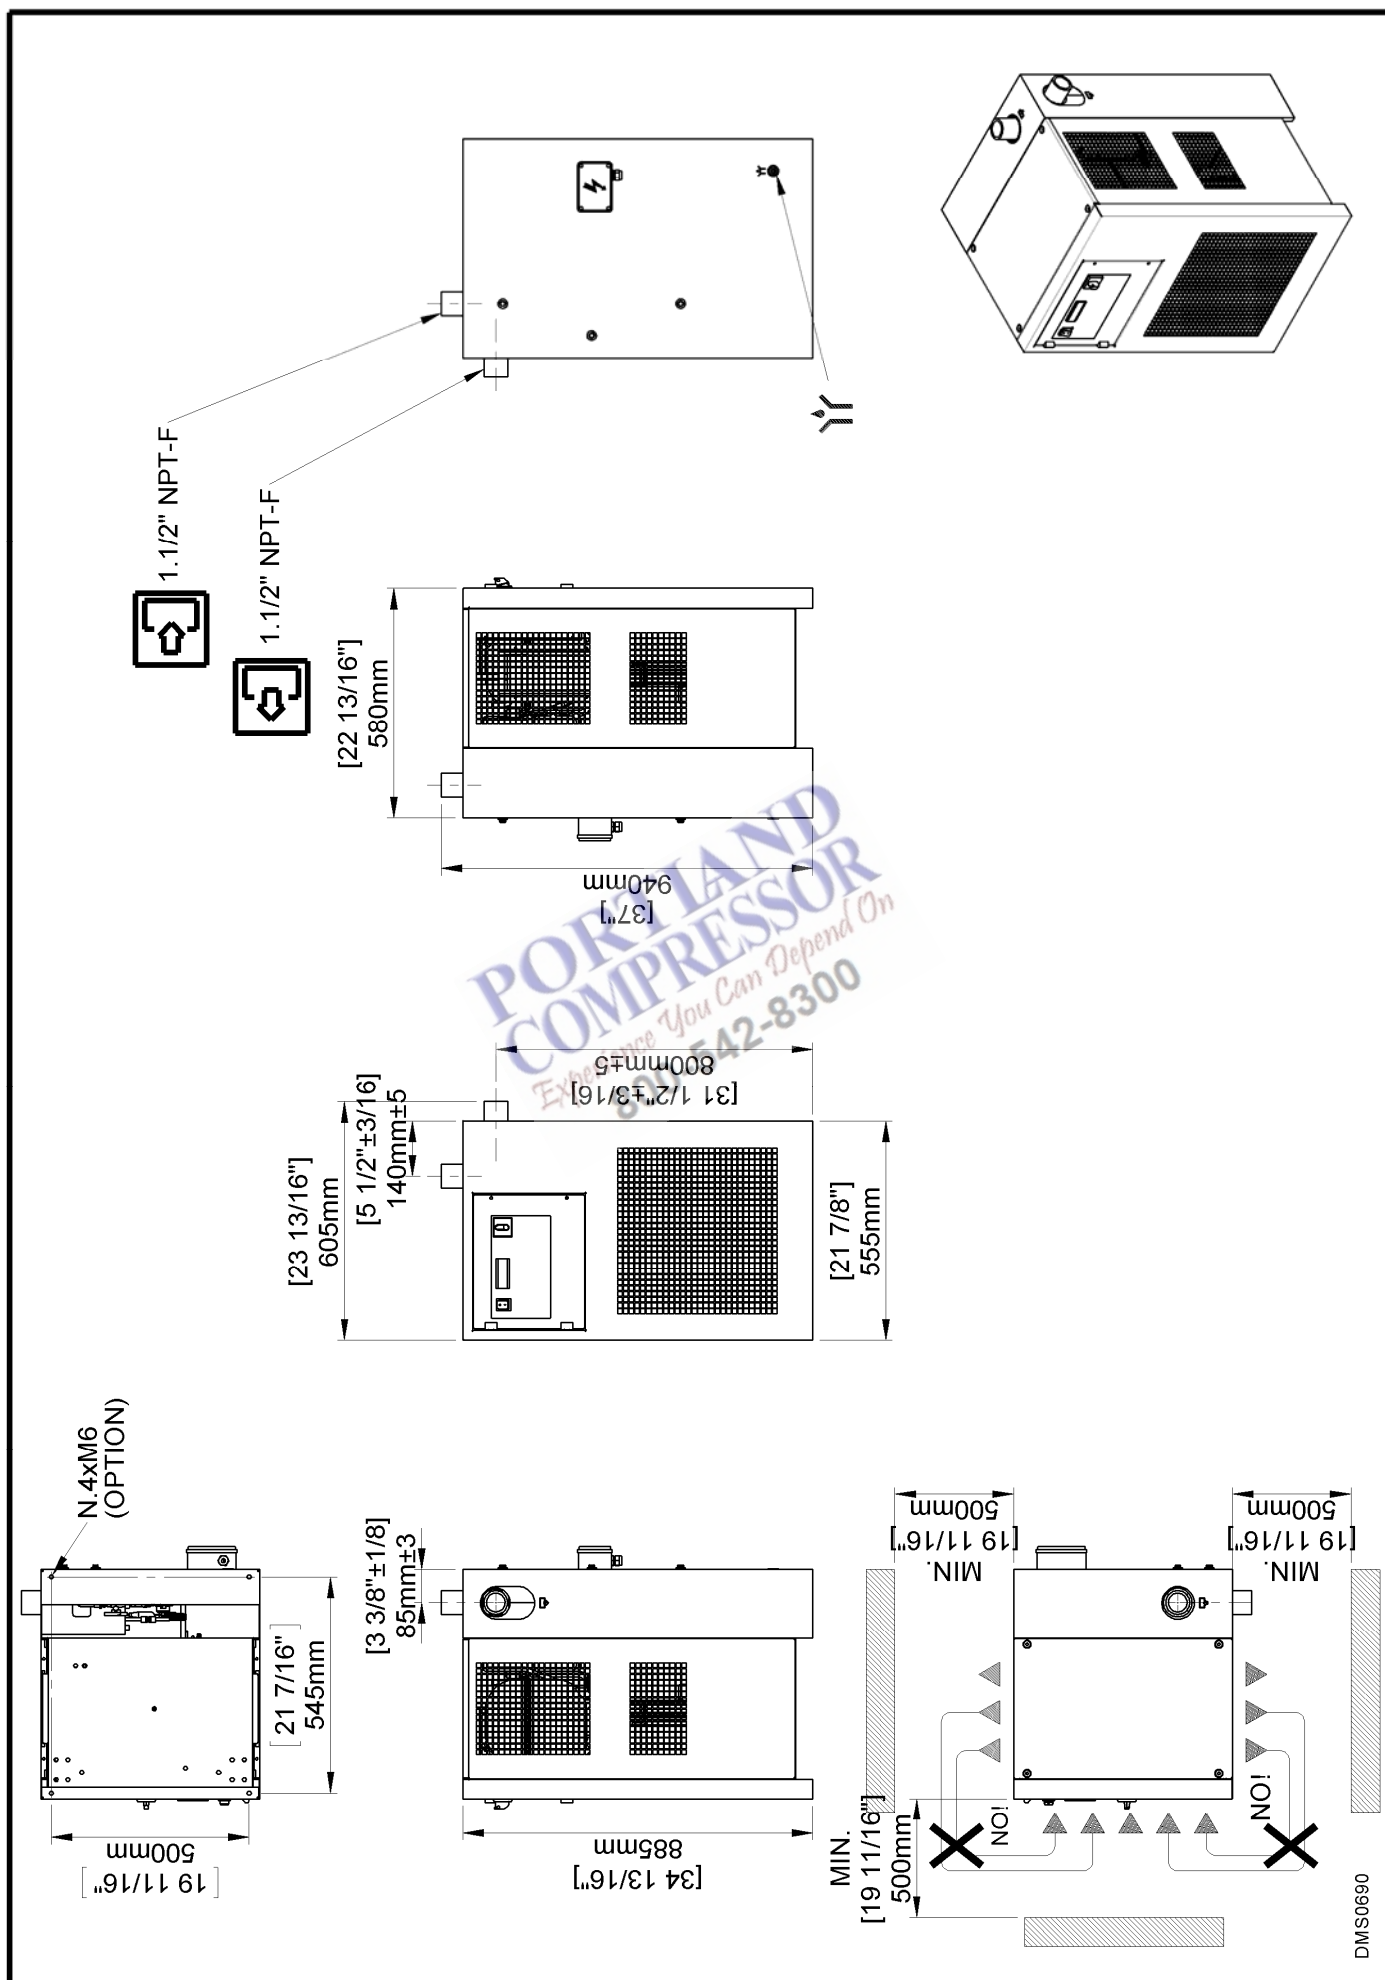 1.1/2" NPT-F
1.1/2" NPT-F
[22 13/16"]
580mm
940mm
[37"]
PORTLAND
COMPRESSOR
Experience You Can Depend On
800-542-8300
[23 13/16"]
605mm
[5 1/2"±3/16]
140mm±5
800mm±5
[31 1/2"±3/16]
[21 7/8"]
555mm
N.4xM6
(OPTION)
[21 7/16"]
545mm
500mm
[19 11/16"]
[3 3/8"±1/8]
85mm±3
885mm
[34 13/16"]
500mm
[19 11/16"]
MIN.
500mm
[19 11/16"]
MIN.
MIN.
[19 11/16"]
500mm
NO!
NO!
DMS0690